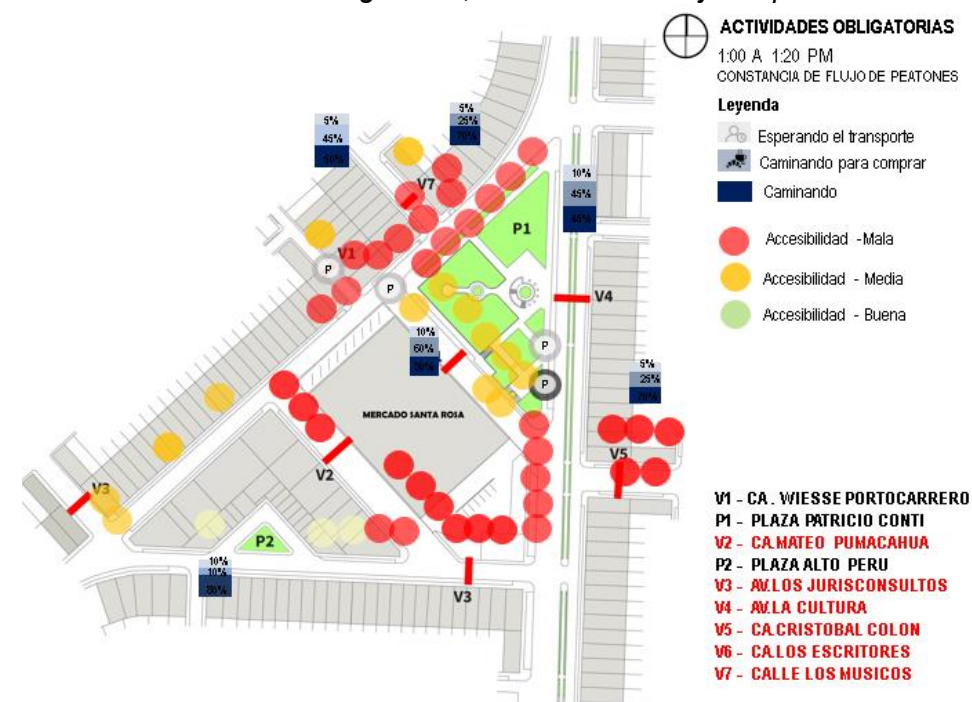 ACTIVIDADES OBLIGATORIAS
1:00 A 1:20 PM
CONSTANCIA DE FLUJO DE PEATONES
Leyenda
Esperando el transporte
Caminando para comprar
Caminando
Accesibilidad -Mala
Accesibilidad - Media
Accesibilidad - Buena
5%
25%
70%
5%
45%
50%
V7
10%
45%
45%
P1
V1
P
P
V4
10%
60%
30%
P
P
5%
25%
70%
MERCADO SANTA ROSA
V5
V2
V3
P2
10%
10%
80%
V3
V1 - CA. WIESSE PORTOCARRERO
P1 - PLAZA PATRICIO CONTI
V2 - CA.MATEO PUMACAHUA
P2 - PLAZA ALTO PERU
V3 - AV.LOS JURISCONSULTOS
V4 - AV.LA CULTURA
V5 - CA.CRISTOBAL COLON
V6 - CA.LOS ESCRITORES
V7 - CALLE LOS MUSICOS